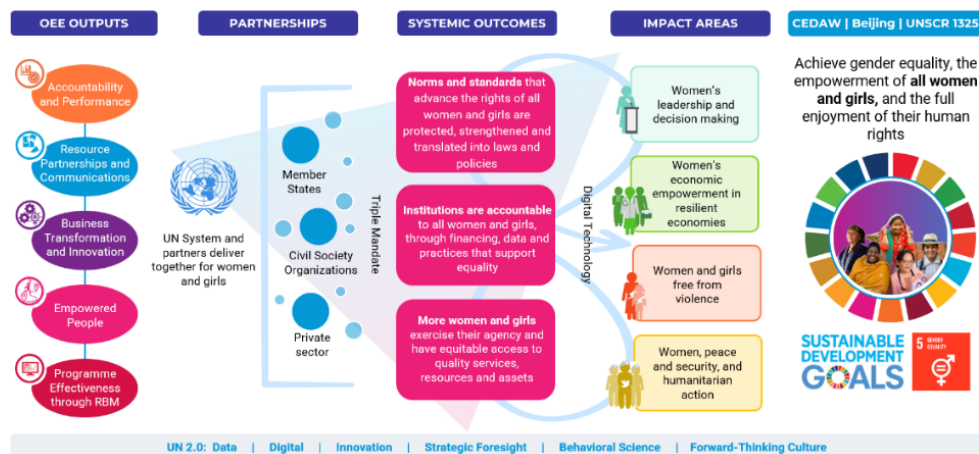 OEE OUTPUTS
PARTNERSHIPS
SYSTEMIC OUTCOMES
IMPACT AREAS
CEDAW | Beijing | UNSCR 1325
Accountability
and Performance
Resource
Partnerships and
Communications
Business
Transformation
and Innovation
Empowered
People
Programme
Effectiveness
through RBM
UN System and
partners deliver
together for women
and girls
Member
States
Civil Society
Organizations
Private
sector
Triple Mandate
Norms and standards that
advance the rights of all
women and girls are
protected, strengthened and
translated into laws and
policies
Institutions are accountable
to all women and girls,
through financing, data and
practices that support
equality
More women and girls
exercise their agency and
have equitable access to
quality services,
resources and assets
Digital Technology
Women's
leadership and
decision making
Women's
economic
empowerment in
resilient
economies
Women and girls
free from
violence
Women, peace
and security, and
humanitarian
action
Achieve gender equality, the
empowerment of all women
and girls, and the full
enjoyment of their human
rights
SUSTAINABLE
DEVELOPMENT
GOALS
5 GENDER
EQUALITY
UN 2.0: Data | Digital | Innovation | Strategic Foresight | Behavioral Science | Forward-Thinking Culture